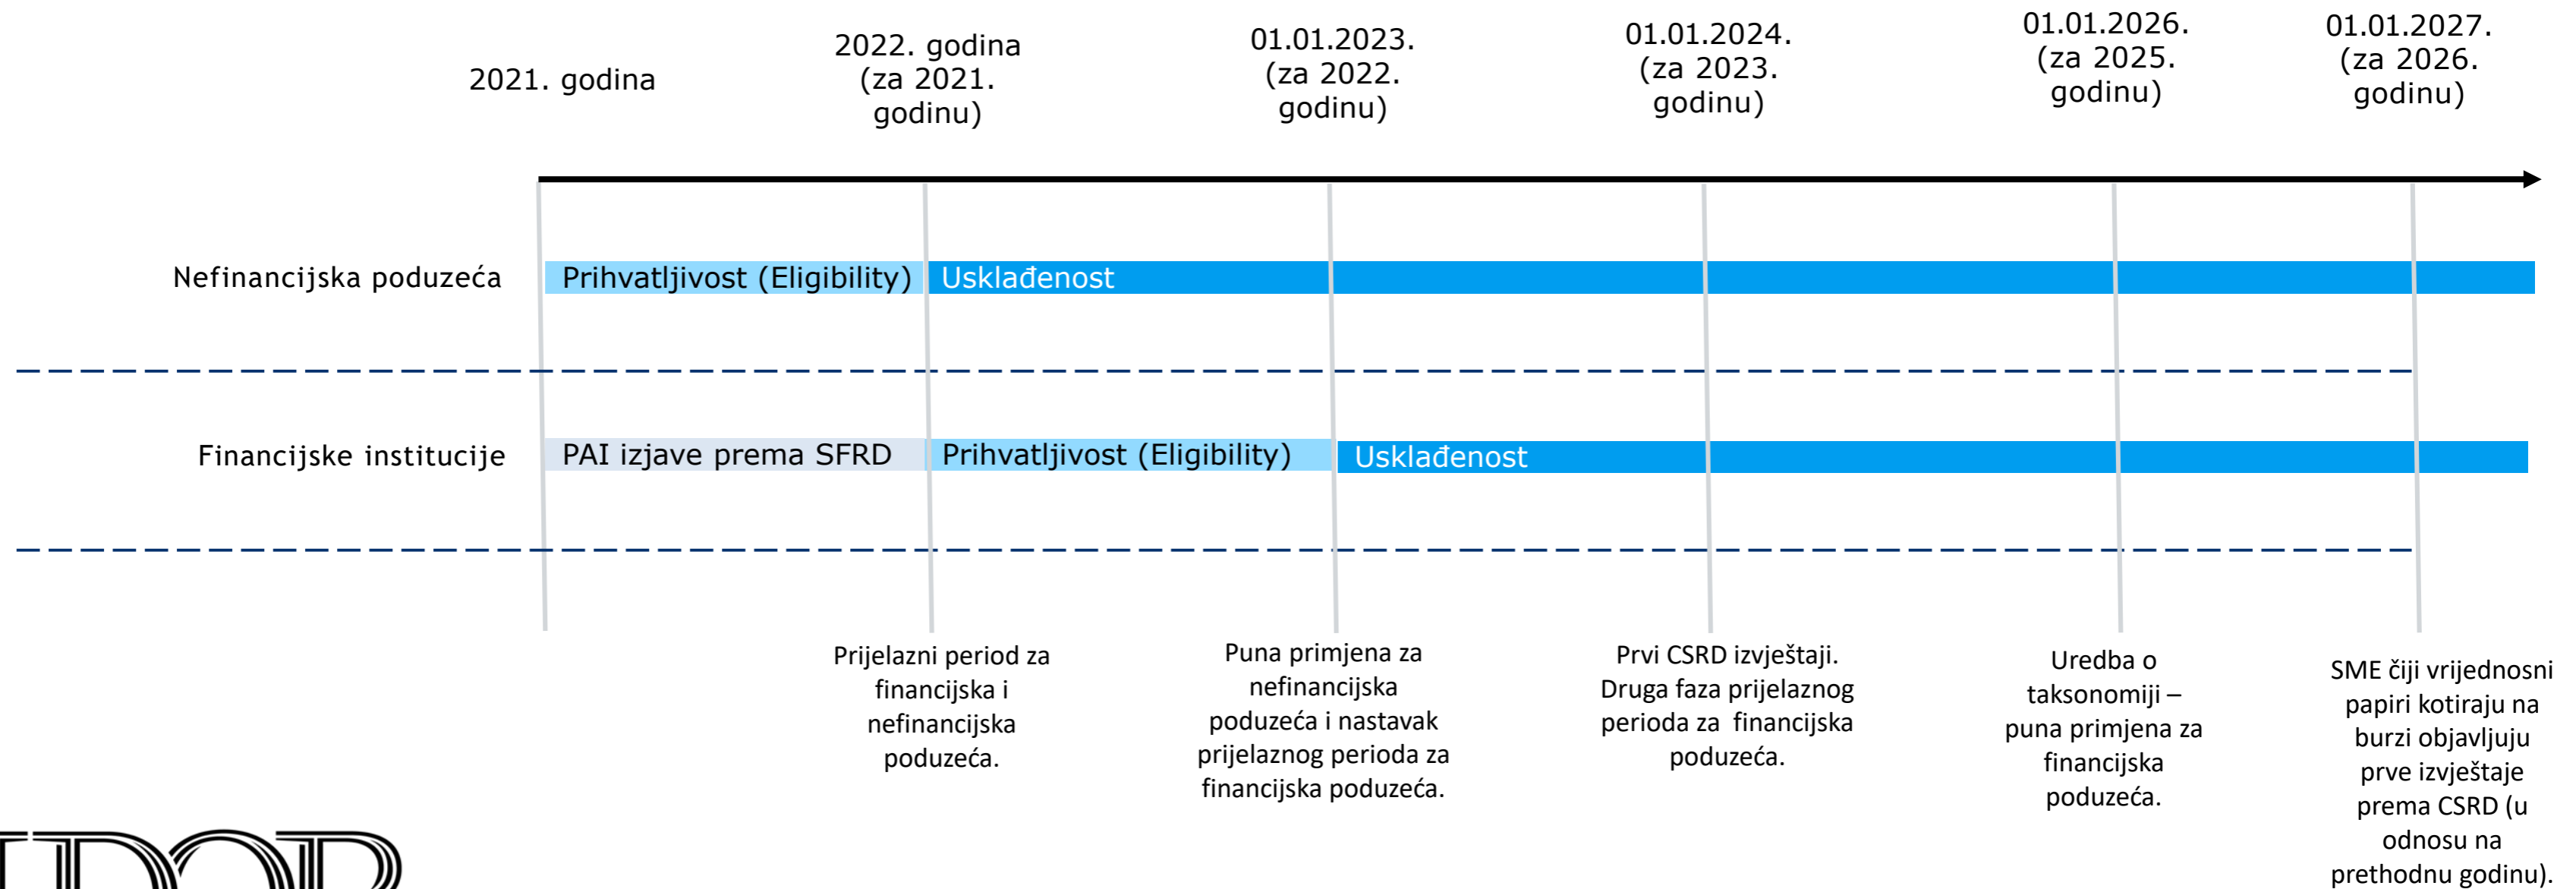 2021. godina
2022. godina
(za 2021.
godinu)
01.01.2023.
(za 2022.
godinu)
01.01.2024.
(za 2023.
godinu)
01.01.2026.
(za 2025.
godinu)
01.01.2027.
(za 2026.
godinu)
Nefinancijska poduzeća
Prihvatljivost (Eligibility)
Usklađenost
Financijske institucije
PAI izjave prema SFRD
Prihvatljivost (Eligibility)
Usklađenost
Prijelazni period za
financijska i
nefinancijska
poduzeća.
Puna primjena za
nefinancijska
poduzeća i nastavak
prijelaznog perioda za
financijska poduzeća.
Prvi CSRD izvještaji.
Druga faza prijelaznog
perioda za financijska
poduzeća.
Uredba o
taksonomiji –
puna primjena za
financijska
poduzeća.
SME čiji vrijednosni
papiri kotiraju na
burzi objavljuju
prve izvještaje
prema CSRD (u
odnosu na
prethodnu godinu).